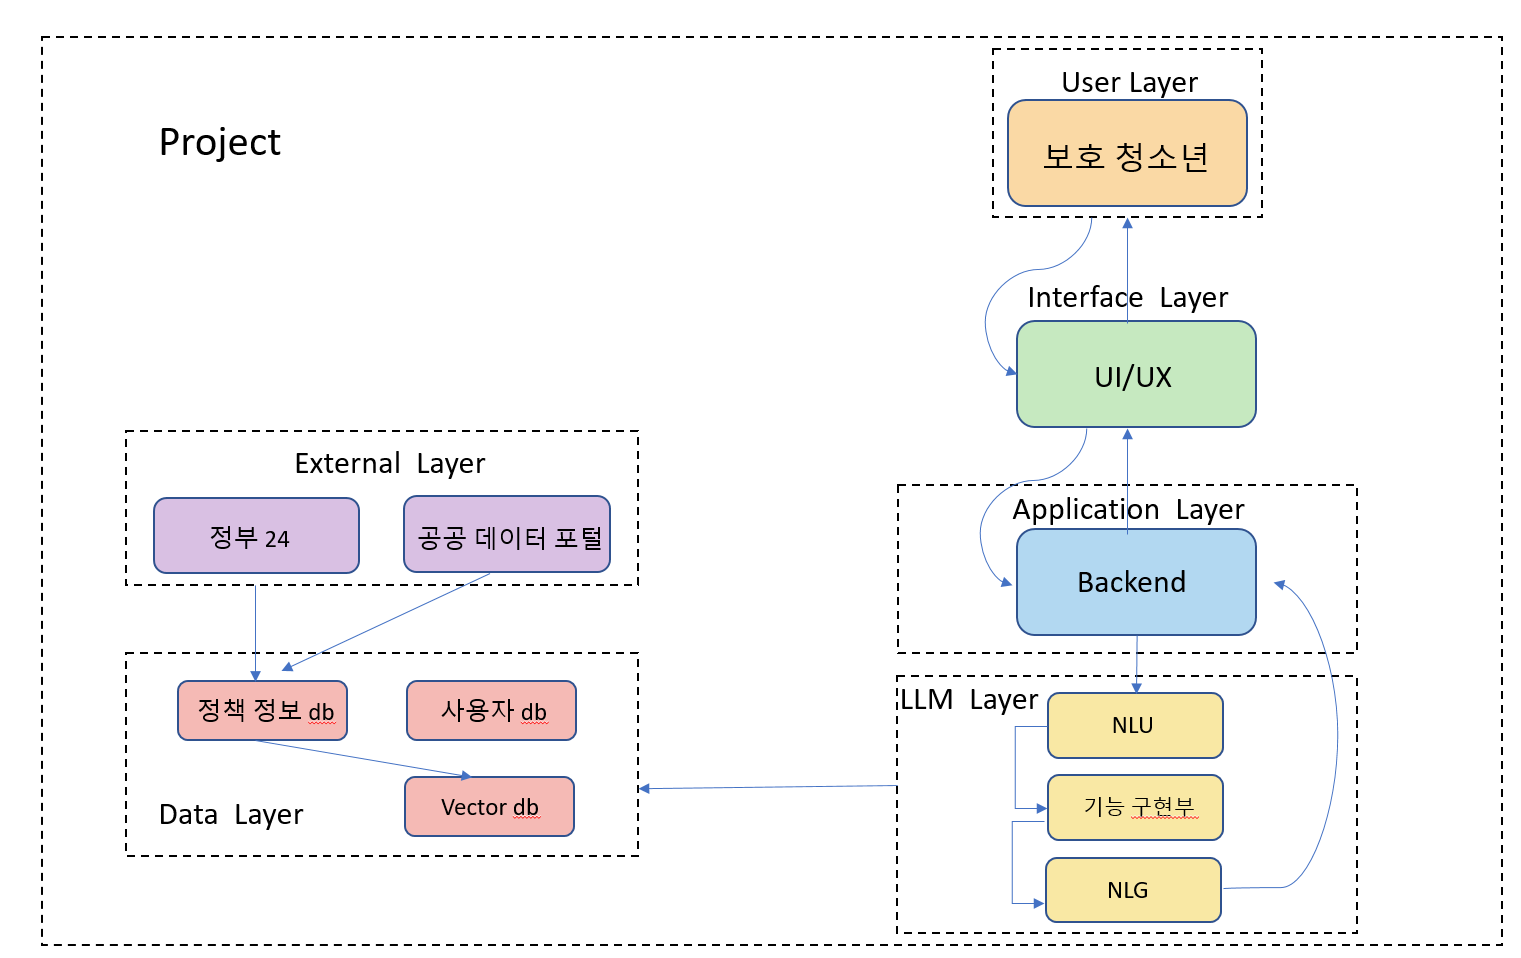 Project
User Layer
보호 청소년
Interface Layer
UI/UX
External Layer
정부 24
공공 데이터 포털
Application Layer
Backend
정책 정보 db
사용자 db
Vector db
Data Layer
LLM Layer
NLU
기능 구현부
NLG